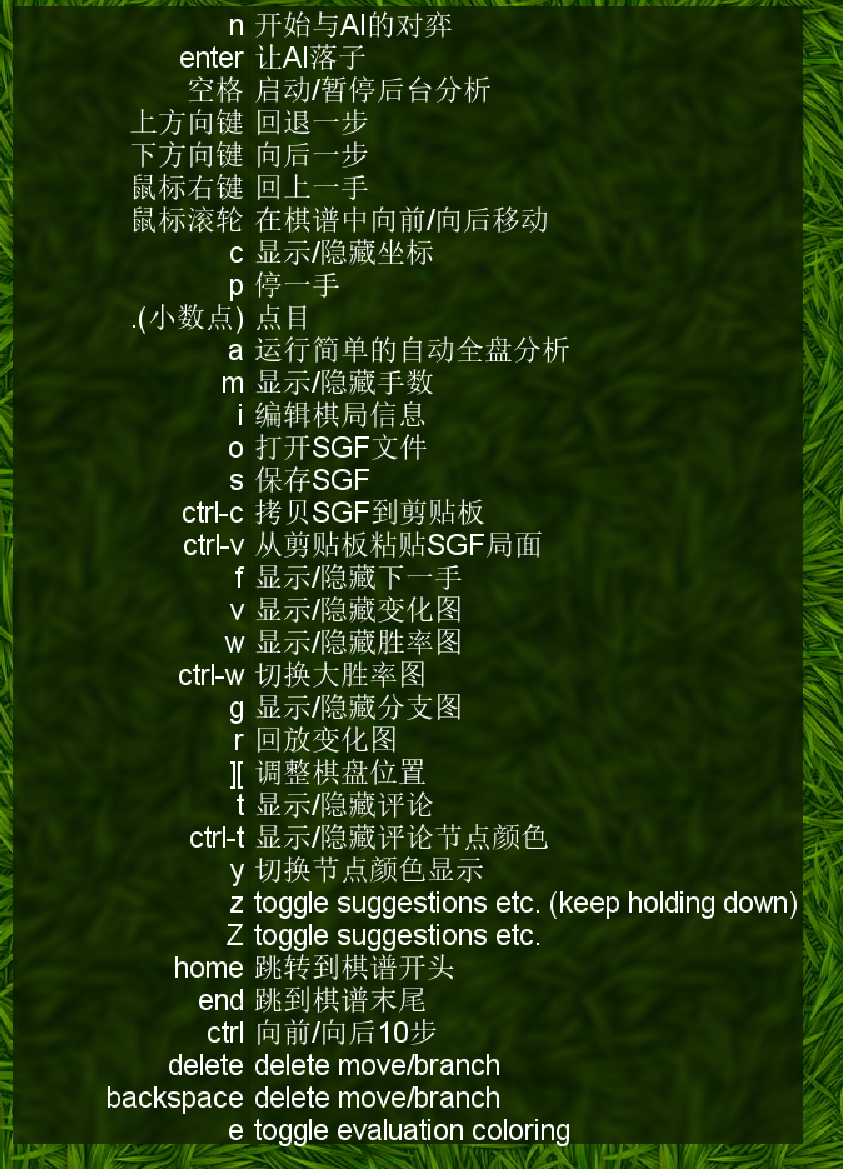 n 开始与AI的对弈
enter 让AI落子
空格 启动/暂停后台分析
上方向键 回退一步
下方向键 向后一步
鼠标右键 回上一手
鼠标滚轮 在棋谱中向前/向后移动
c 显示/隐藏坐标
p 停一手
.(小数点) 点目
a 运行简单的自动全盘分析
m 显示/隐藏手数
i 编辑棋局信息
o 打开SGF文件
s 保存SGF
ctrl-c 拷贝SGF到剪贴板
ctrl-v 从剪贴板粘贴SGF局面
f 显示/隐藏下一手
v 显示/隐藏变化图
w 显示/隐藏胜率图
ctrl-w 切换大胜率图
g 显示/隐藏分支图
r 回放变化图
][ 调整棋盘位置
t 显示/隐藏评论
ctrl-t 显示/隐藏评论节点颜色
y 切换节点颜色显示
z toggle suggestions etc. (keep holding down)
Z toggle suggestions etc.
home 跳转到棋谱开头
end 跳到棋谱末尾
ctrl 向前/向后10步
delete delete move/branch
backspace delete move/branch
e toggle evaluation coloring